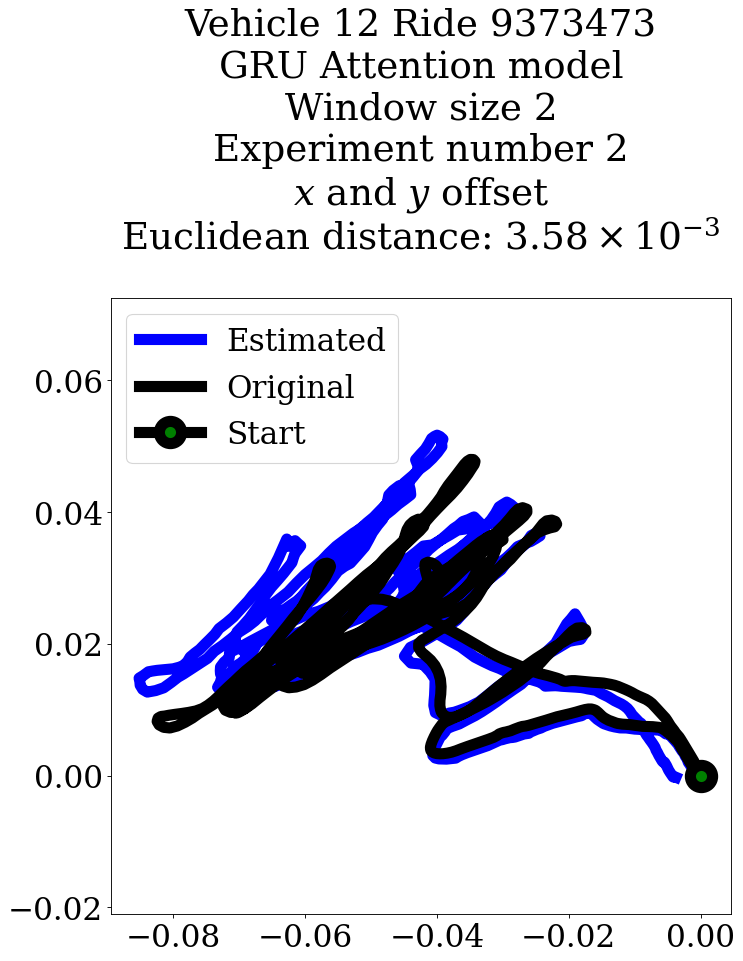 Vehicle 12 Ride 9373473
GRU Attention model
Window size 2
Experiment number 2
x and y offset
Euclidean distance: 3.58 × 10⁻³
Estimated
Original
Start
0.06
0.04
0.02
0.00
−0.02
−0.08 −0.06 −0.04 −0.02 0.00